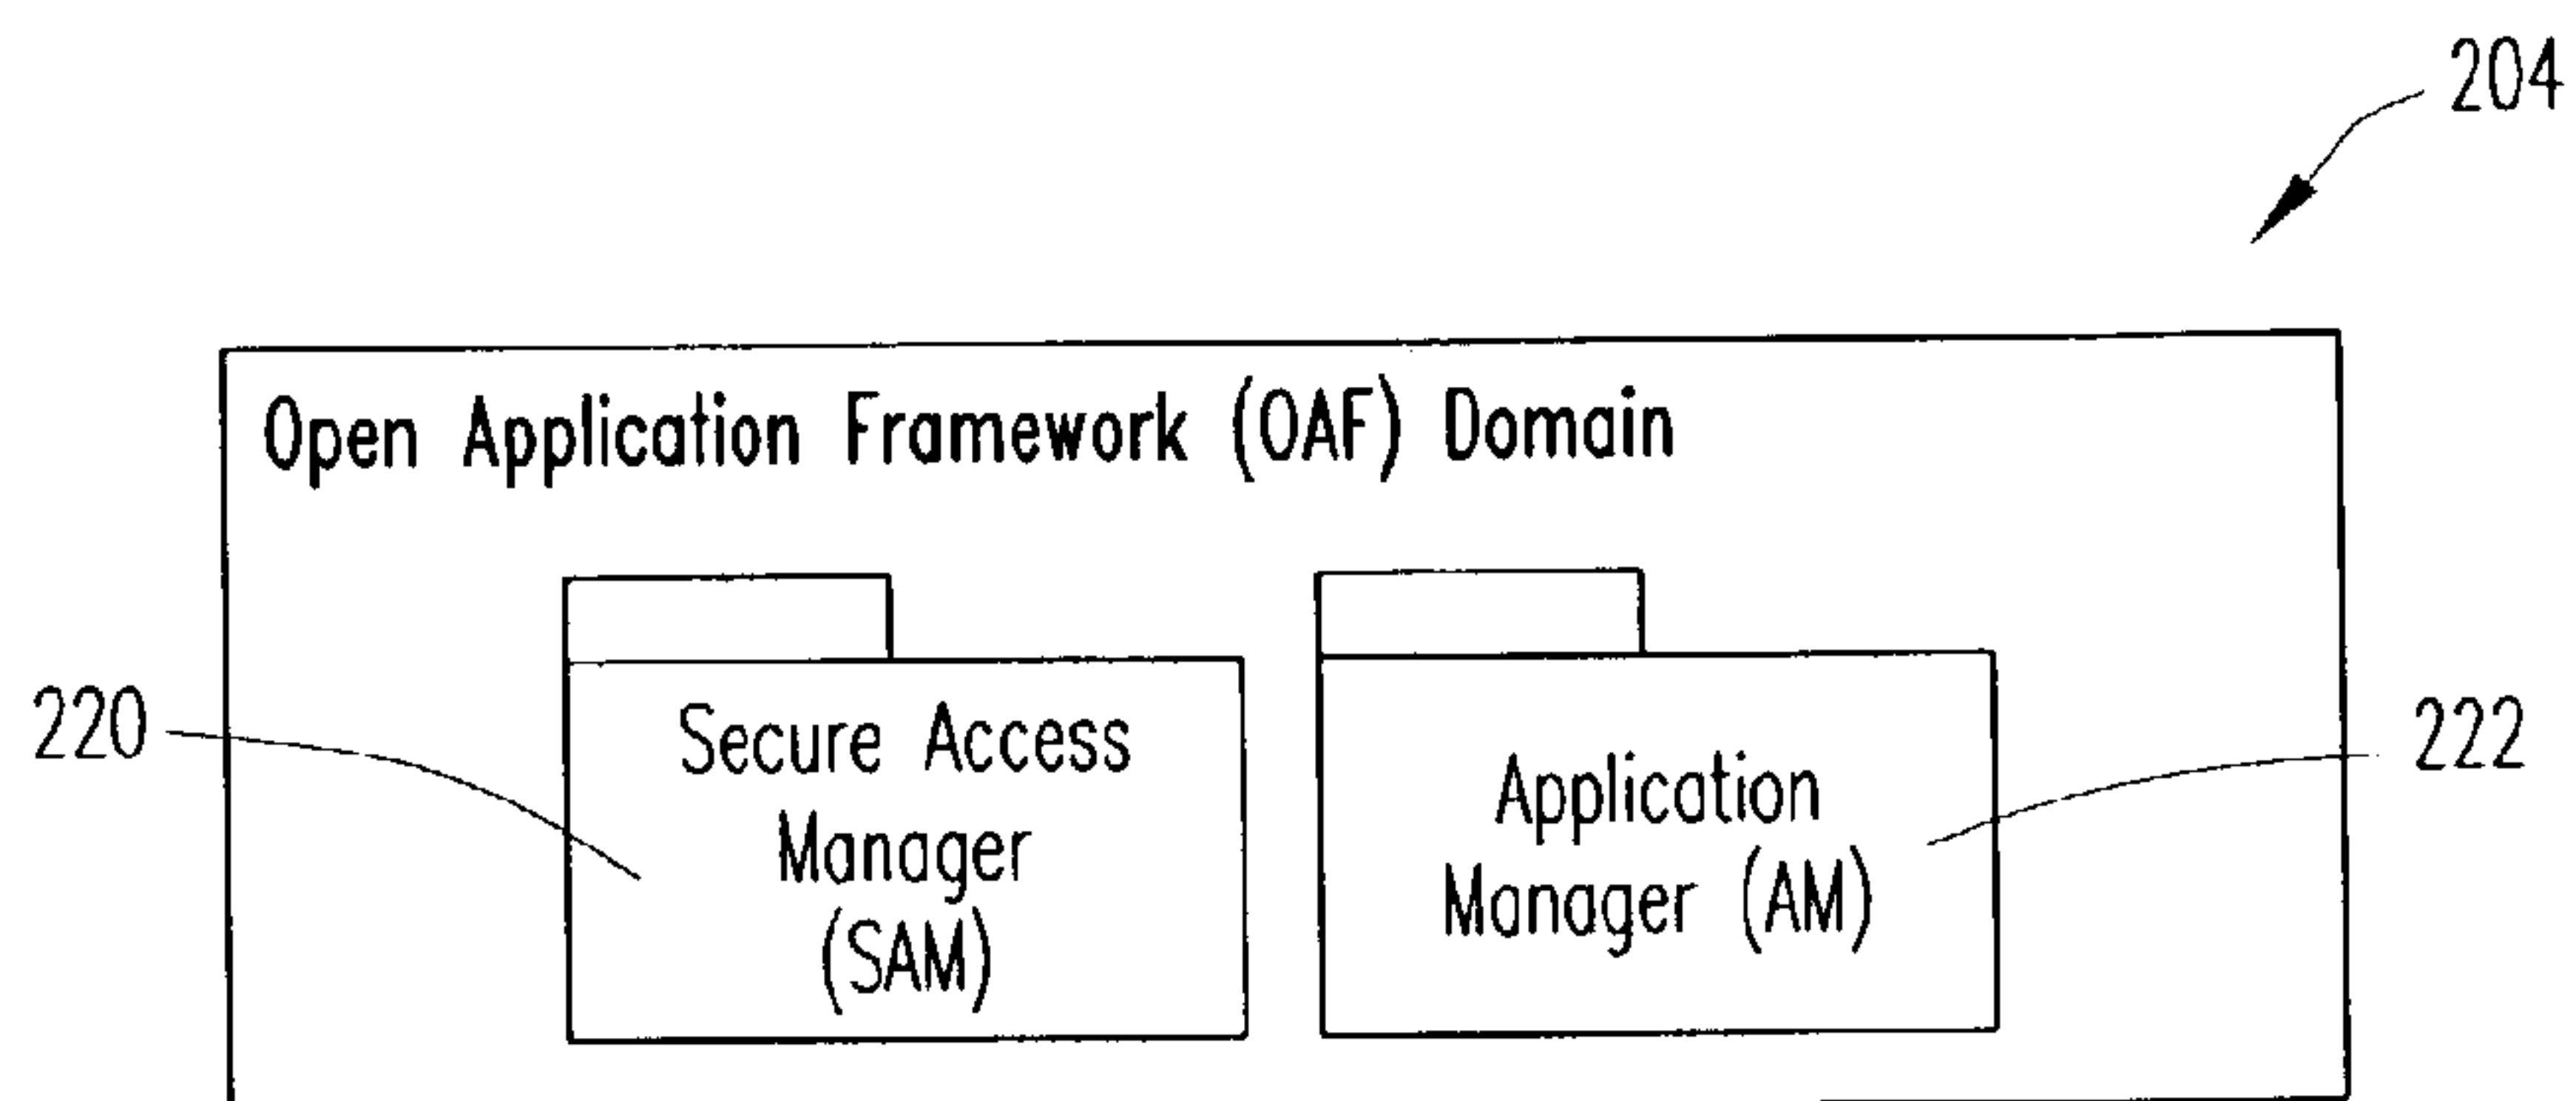 204
Open Application Framework (OAF) Domain
220
Secure Access
Manager
(SAM)
Application
Manager (AM)
222